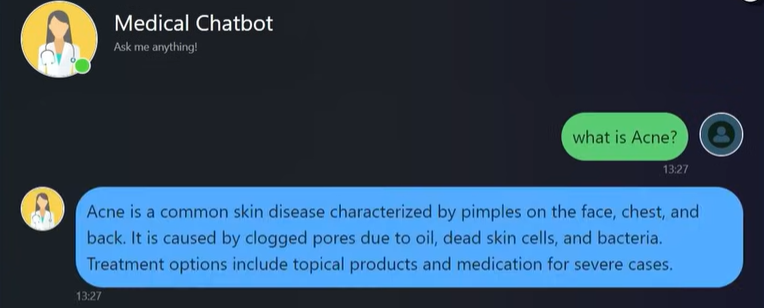 Medical Chatbot
Ask me anything!
what is Acne?
13:27
Acne is a common skin disease characterized by pimples on the face, chest, and
back. It is caused by clogged pores due to oil, dead skin cells, and bacteria.
Treatment options include topical products and medication for severe cases.
13:27